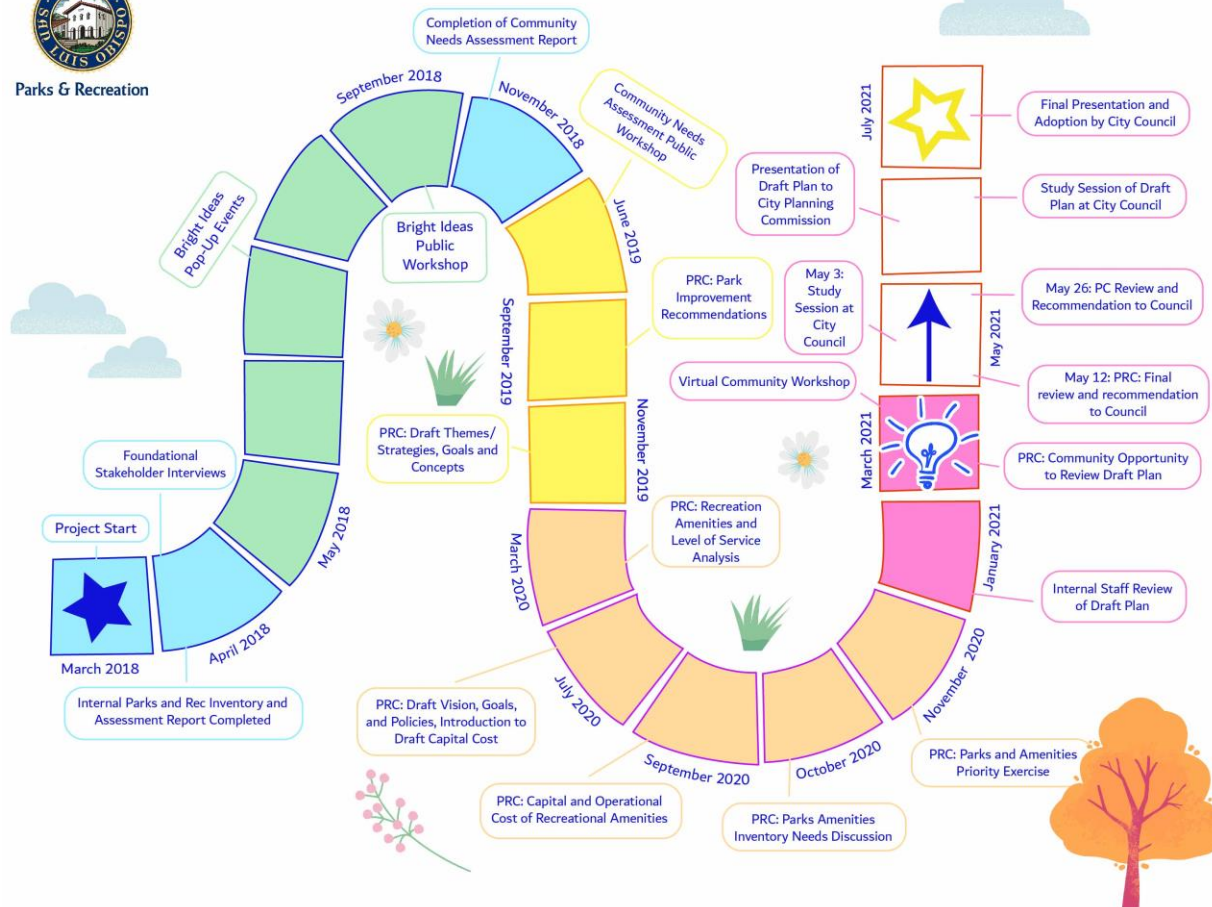 SAN LUIS OBISPO
Parks & Recreation
Project Start
March 2018
Foundational
Stakeholder Interviews
April 2018
Internal Parks and Rec Inventory and
Assessment Report Completed
May 2018
Bright Ideas
Pop-Up Events
September 2018
Bright Ideas
Public
Workshop
Completion of Community
Needs Assessment Report
November 2018
Community Needs
Assessment Public
Workshop
June 2019
PRC: Park
Improvement
Recommendations
September 2019
PRC: Draft Themes/
Strategies, Goals and
Concepts
November 2019
PRC: Recreation
Amenities and
Level of Service
Analysis
March 2020
PRC: Draft Vision, Goals,
and Policies, Introduction to
Draft Capital Cost
July 2020
September 2020
PRC: Capital and Operational
Cost of Recreational Amenities
October 2020
PRC: Parks Amenities
Inventory Needs Discussion
November 2020
PRC: Parks and Amenities
Priority Exercise
January 2021
Internal Staff Review
of Draft Plan
March 2021
Virtual Community Workshop
PRC: Community Opportunity
to Review Draft Plan
May 3:
Study
Session at
City
Council
May 2021
May 12: PRC: Final
review and recommendation
to Council
May 26: PC Review and
Recommendation to Council
Presentation of
Draft Plan to
City Planning
Commission
Study Session of Draft
Plan at City Council
July 2021
Final Presentation and
Adoption by City Council